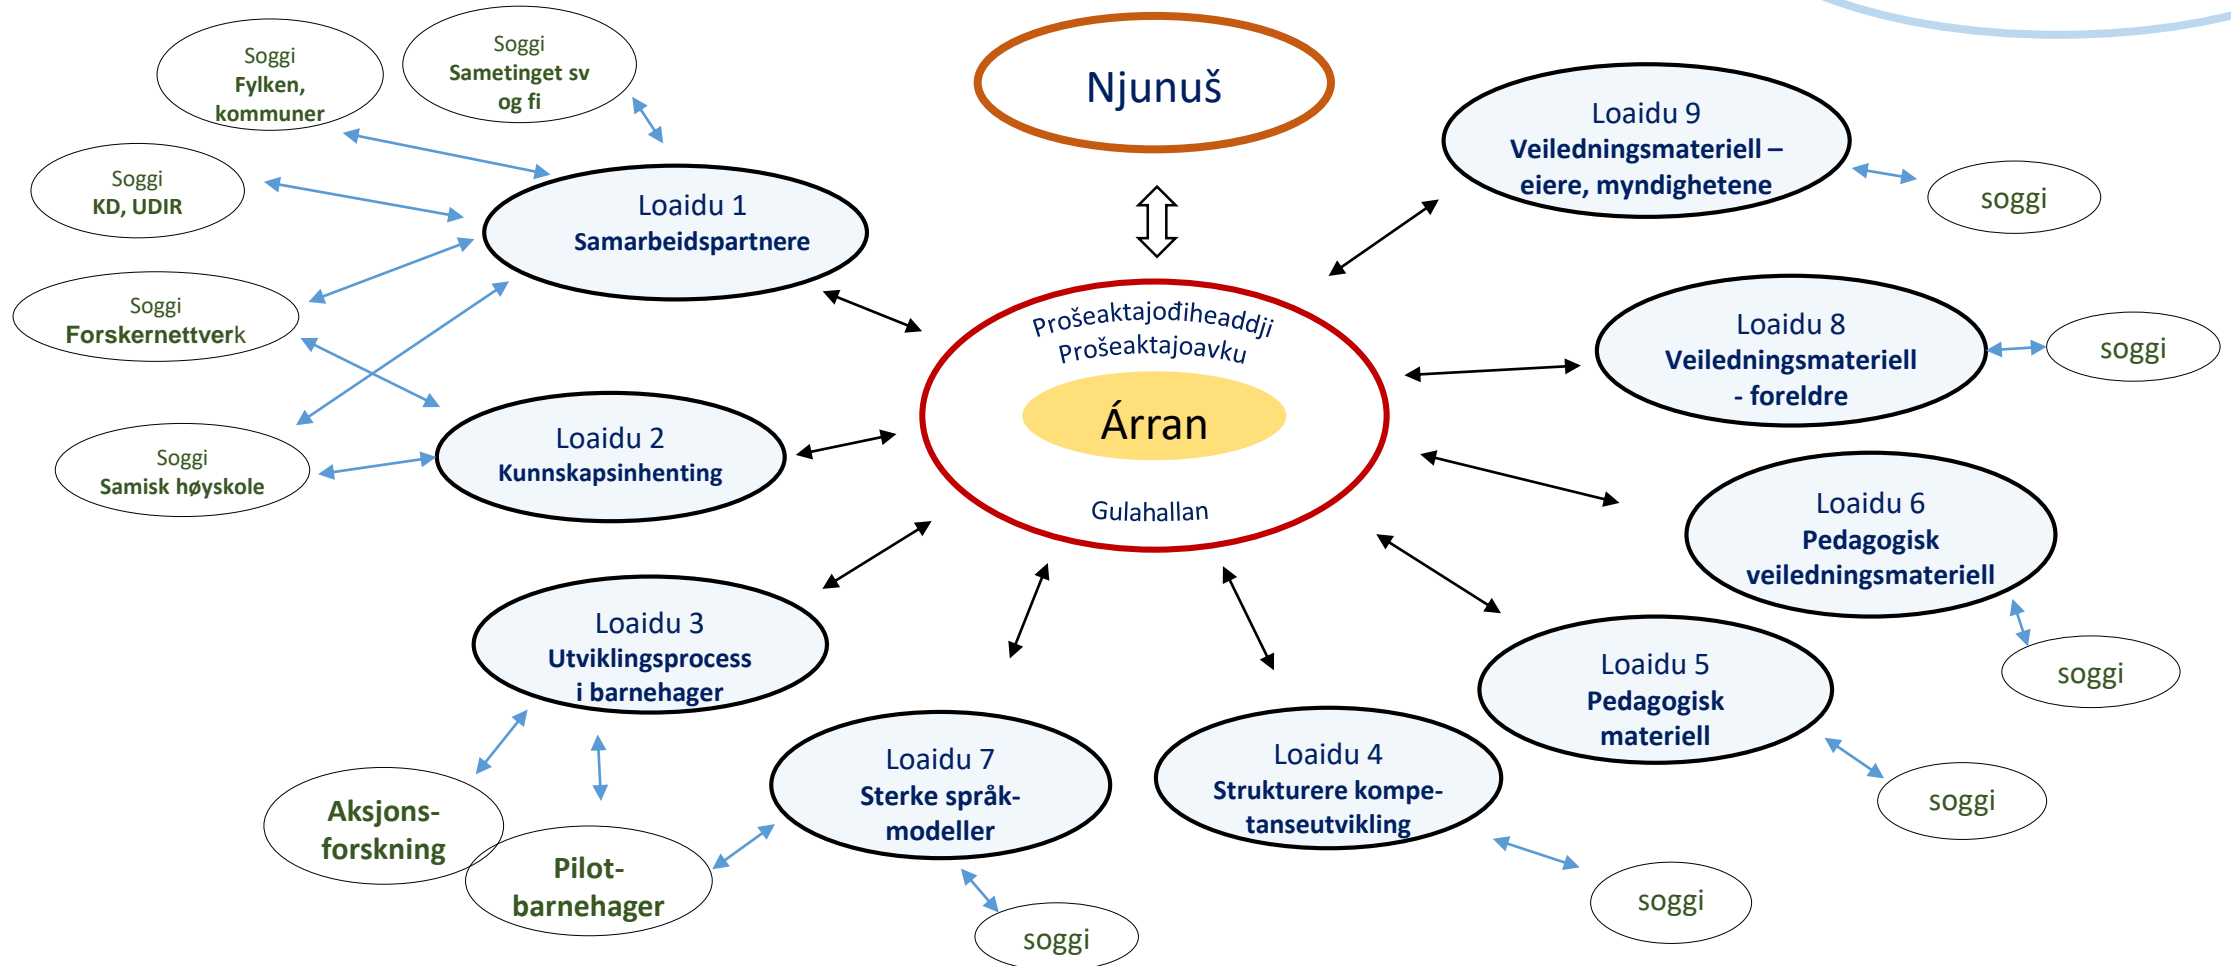 Soggi
Fylken,
kommuner
Soggi
Sametinget sv
og fi
Njunuš
Loaidu 9
Veiledningsmateriell –
eiere, myndighetene
soggi
Soggi
KD, UDIR
Loaidu 1
Samarbeidspartnere
Soggi
Forskernettverk
Prošeaktajođiheaddji
Prošeaktajoavku
Árran
Gulahallan
Loaidu 8
Veiledningsmateriell
- foreldre
soggi
Soggi
Samisk høyskole
Loaidu 2
Kunnskapsinhenting
Loaidu 6
Pedagogisk
veiledningsmateriell
soggi
Loaidu 3
Utviklingsprocess
i barnehager
Loaidu 5
Pedagogisk
materiell
soggi
Aksjons-
forskning
Pilot-
barnehager
Loaidu 7
Sterke språk-
modeller
soggi
Loaidu 4
Strukturere kompe-
tanseutvikling
soggi